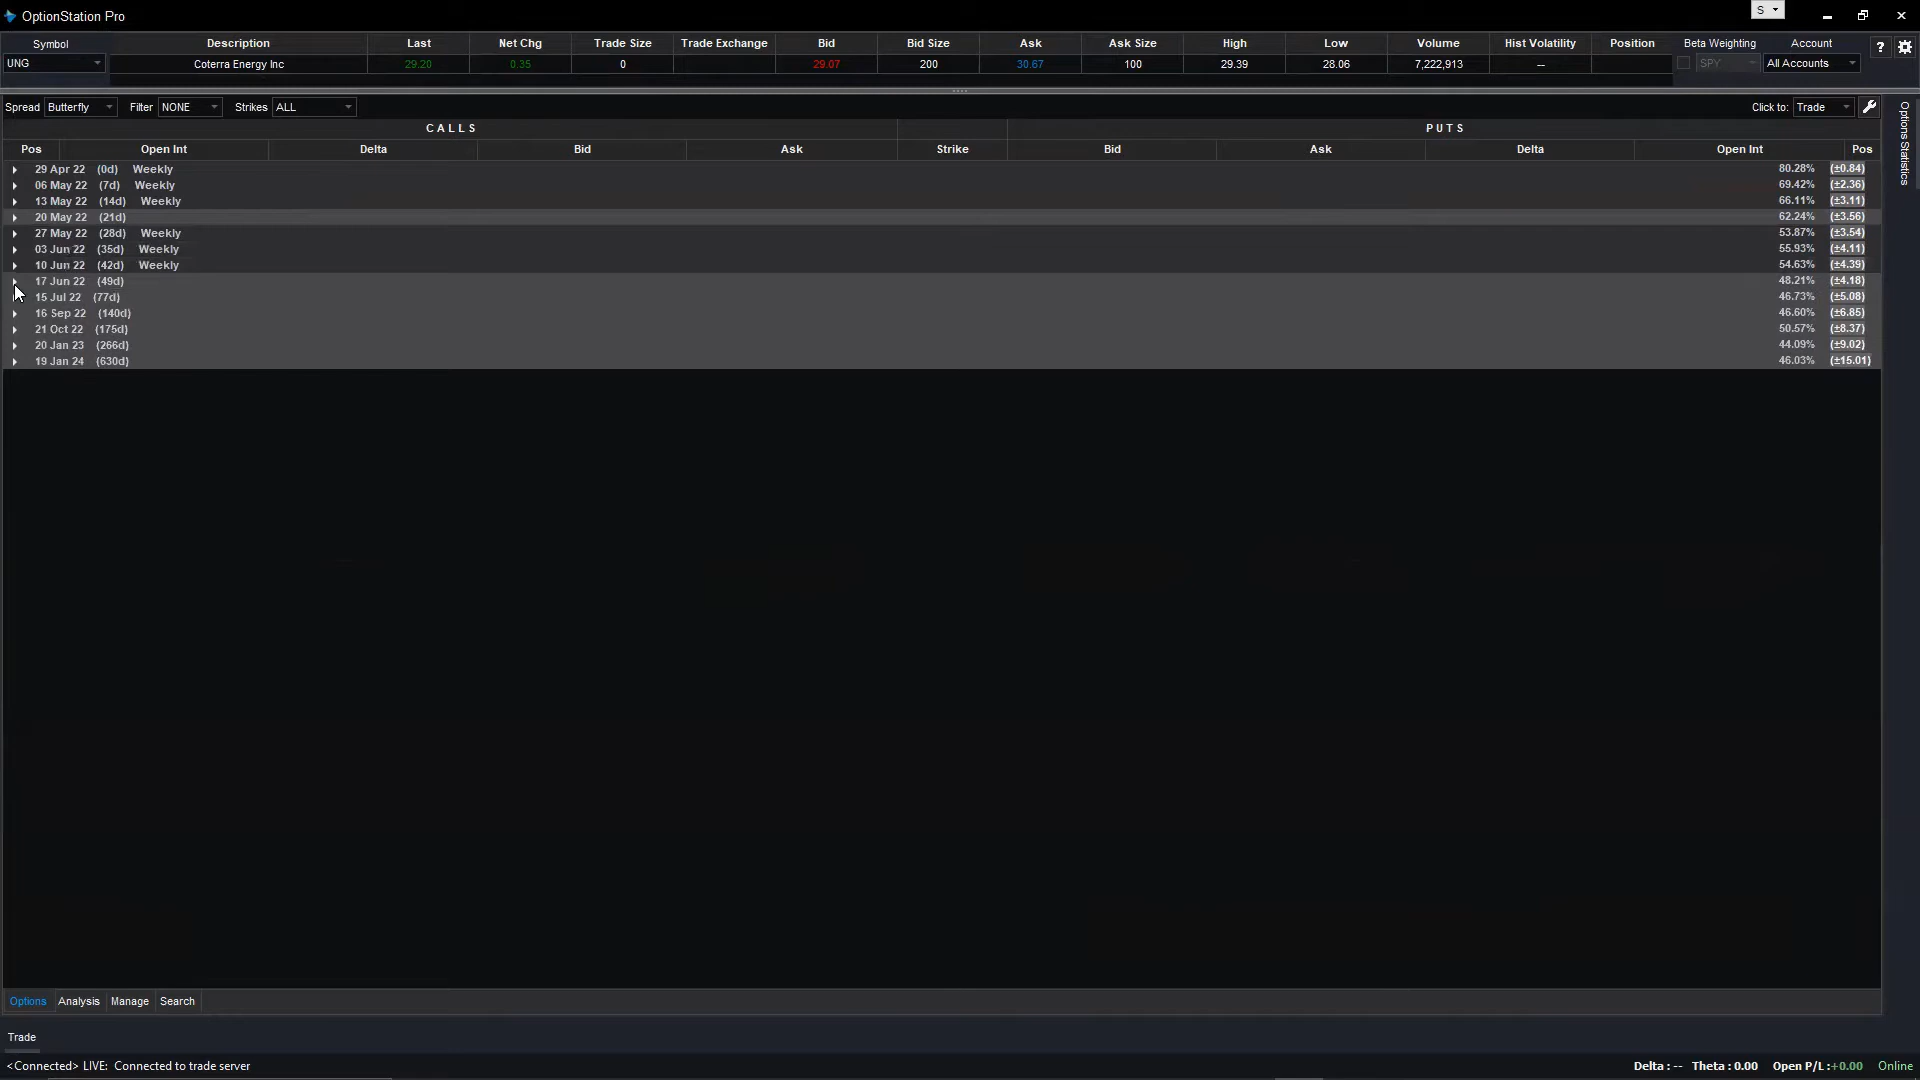 OptionStation Pro
S
Symbol Description Last Net Chg Trade Size Trade Exchange Bid Bid Size Ask Ask Size High Low Volume Hist Volatility Position Beta Weighting Account ?
UNG Coterra Energy Inc 29.20 0.35 0 29.07 200 30.67 100 29.39 28.06 7,222,913 -- SPY All Accounts
Spread Butterfly Filter NONE Strikes ALL Click to: Trade
CALLS PUTS
Pos Open Int Delta Bid Ask Strike Bid Ask Delta Open Int Pos
29 Apr 22 (0d) Weekly 80.28% (±0.84)
06 May 22 (7d) Weekly 69.42% (±2.36)
13 May 22 (14d) Weekly 66.11% (±3.11)
20 May 22 (21d) 62.24% (±3.56)
27 May 22 (28d) Weekly 53.87% (±3.54)
03 Jun 22 (35d) Weekly 55.93% (±4.11)
10 Jun 22 (42d) Weekly 54.63% (±4.39)
17 Jun 22 (49d) 48.21% (±4.18)
15 Jul 22 (77d) 46.73% (±5.08)
16 Sep 22 (140d) 46.60% (±6.85)
21 Oct 22 (175d) 50.57% (±8.37)
20 Jan 23 (266d) 44.09% (±9.02)
19 Jan 24 (630d) 46.03% (±15.01)
Options Statistics
Options Analysis Manage Search
Trade
<Connected> LIVE: Connected to trade server Delta : -- Theta : 0.00 Open P/L :+0.00 Online